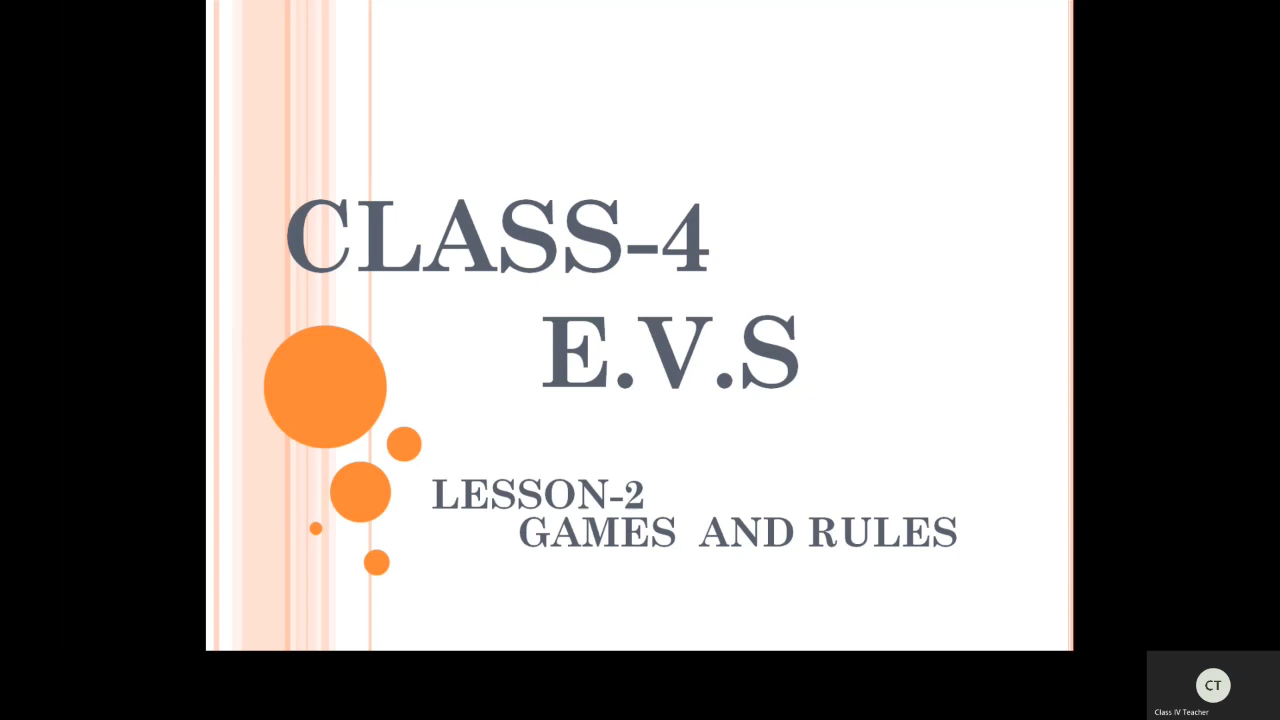 CLASS-4
E.V.S
LESSON-2
GAMES AND RULES
CT
Class IV Teacher